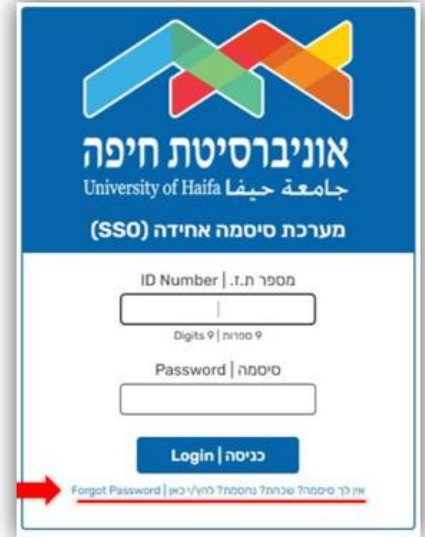 אוניברסיטת חיפה
University of Haifa جامعة حيفا
מערכת סיסמה אחידה (SSO)
מספר ת.ז. | ID Number
9 ספרות | 9 Digits
סיסמה | Password
כניסה | Login
אין לך סיסמה? שכחת? נחסמת? לחץ/י כאן | Forgot Password